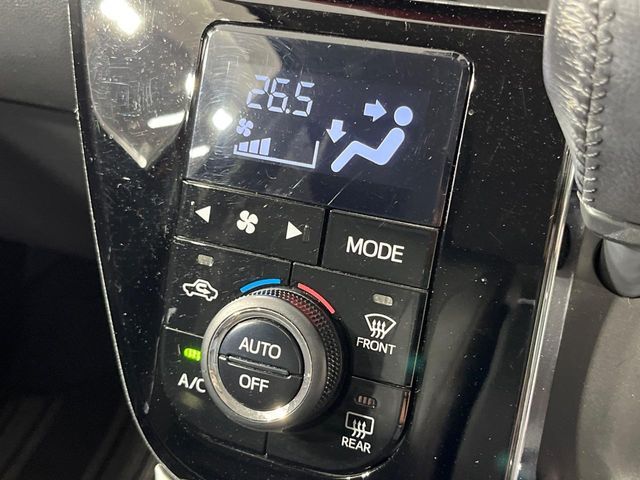 26.5
MODE
FRONT
AUTO
OFF
A/C
REAR